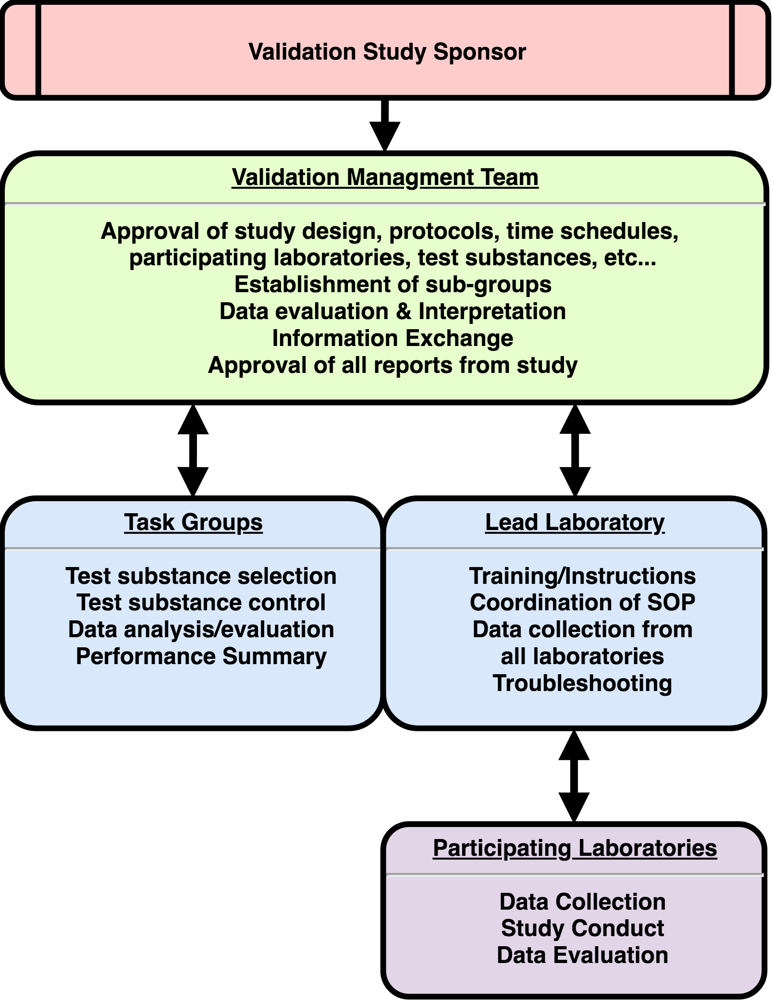 Validation Study Sponsor
Validation Managment Team
Approval of study design, protocols, time schedules,
participating laboratories, test substances, etc...
Establishment of sub-groups
Data evaluation & Interpretation
Information Exchange
Approval of all reports from study
Task Groups
Test substance selection
Test substance control
Data analysis/evaluation
Performance Summary
Lead Laboratory
Training/Instructions
Coordination of SOP
Data collection from
all laboratories
Troubleshooting
Participating Laboratories
Data Collection
Study Conduct
Data Evaluation